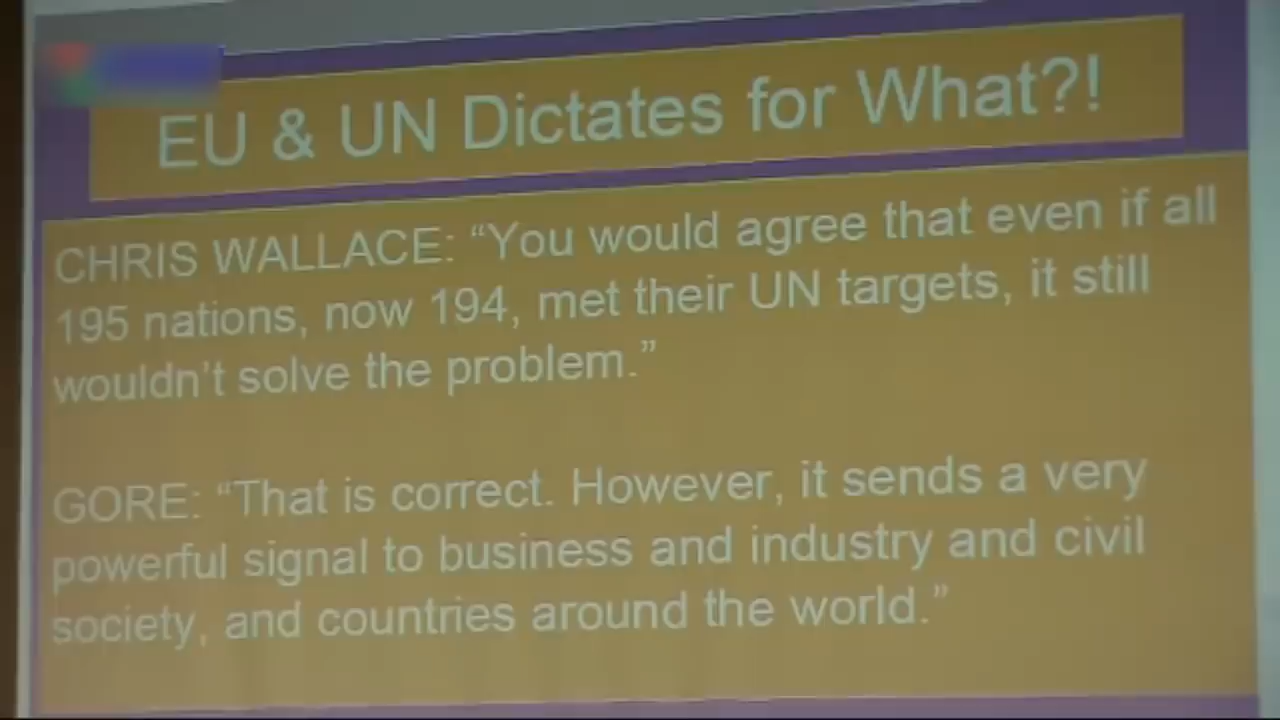 EU & UN Dictates for What?!
CHRIS WALLACE: “You would agree that even if all
195 nations, now 194, met their UN targets, it still
wouldn’t solve the problem.”
GORE: “That is correct. However, it sends a very
powerful signal to business and industry and civil
society, and countries around the world.”